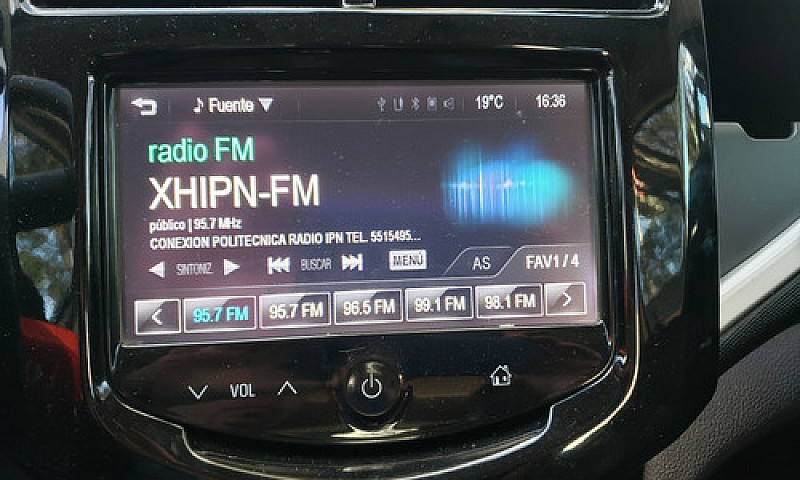 Fuente 19°C 16:36
radio FM
XHIPN-FM
público | 95.7 MHz
CONEXION POLITECNICA RADIO IPN TEL. 5515495...
SINTONIZ BUSCAR MENÚ AS FAV1 / 4
95.7 FM 95.7 FM 96.5 FM 99.1 FM 98.1 FM
VOL